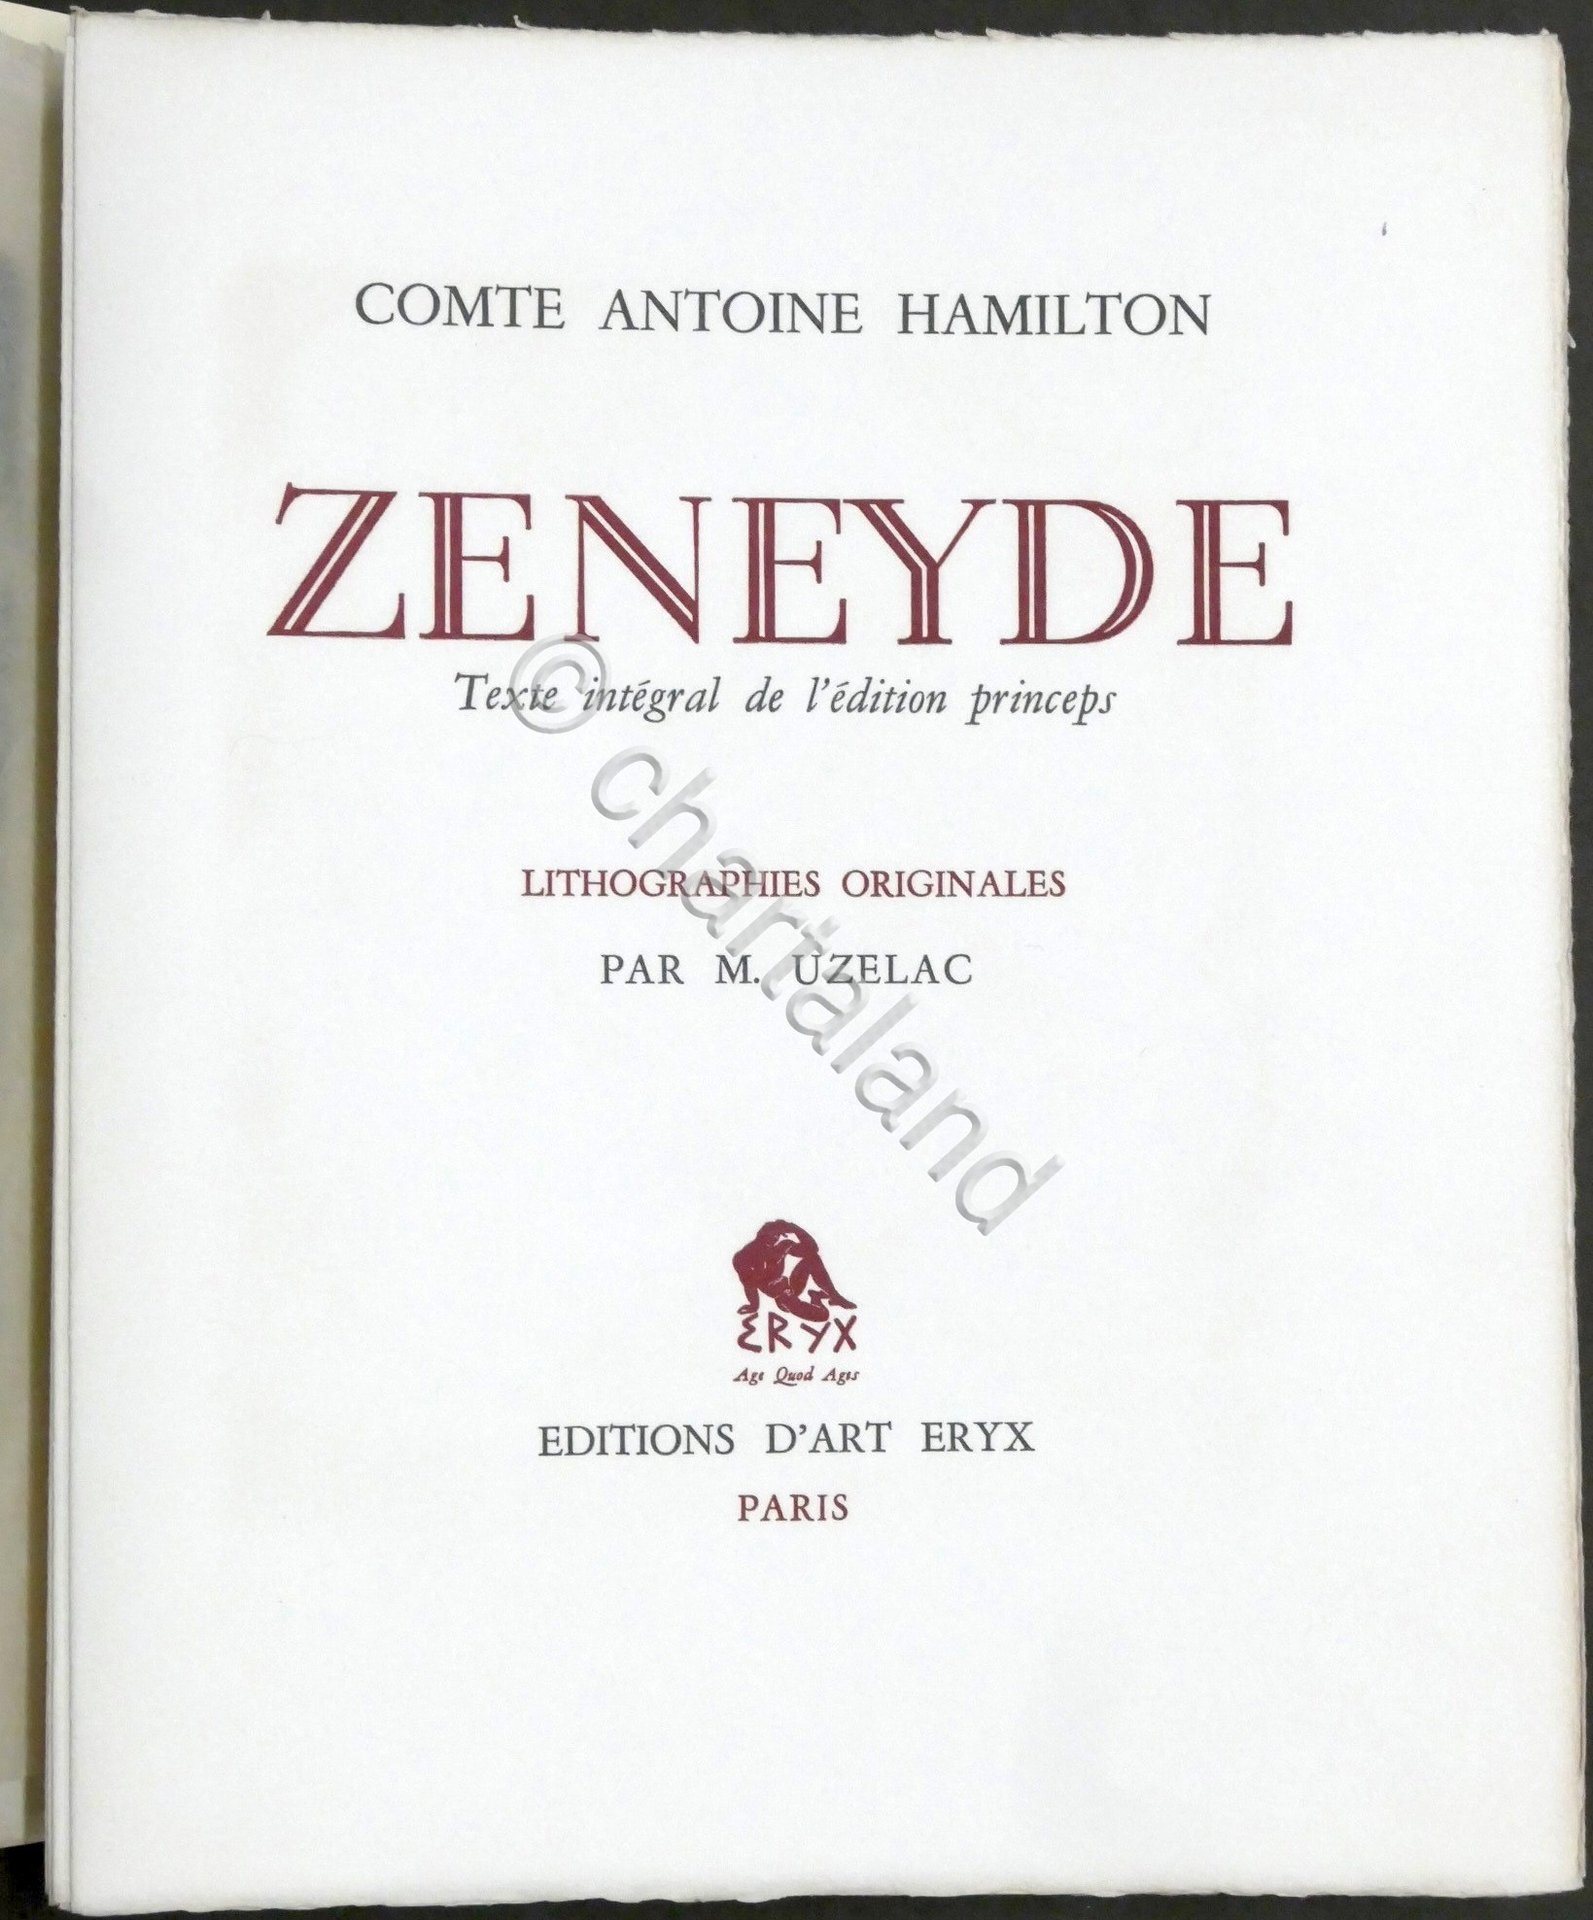 COMTE ANTOINE HAMILTON
ZENEYDE
Texte intégral de l'édition princeps
LITHOGRAPHIES ORIGINALES
PAR M. UZELAC
© chartaland
ERYX
Age Quod Agis
EDITIONS D'ART ERYX
PARIS